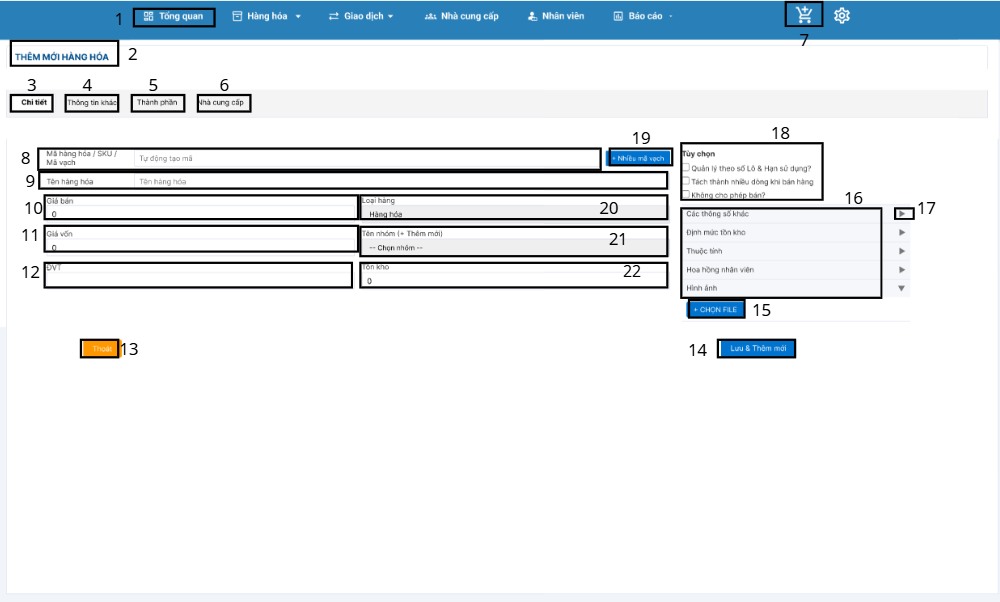 1 Tổng quan Hàng hóa Giao dịch Nhà cung cấp Nhân viên Báo cáo 7
THÊM MỚI HÀNG HÓA 2
3 4 5 6
Chi tiết Thông tin khác Thành phần Nhà cung cấp
8 Mã hàng hóa / SKU / Mã vạch Tự động tạo mã
19
+ Nhiều mã vạch
9 Tên hàng hóa Tên hàng hóa
10 Giá bán
0
Loại hàng
Hàng hóa 20
11 Giá vốn
0
Tên nhóm (+ Thêm mới)
-- Chọn nhóm -- 21
12 ĐVT
Tồn kho
0 22
18
Tùy chọn
Quản lý theo số Lô & Hạn sử dụng?
Tách thành nhiều dòng khi bán hàng
Không cho phép bán?
16
Các thông số khác 17
Định mức tồn kho
Thuộc tính
Hoa hồng nhân viên
Hình ảnh
+ CHỌN FILE 15
Thoát 13
14 Lưu & Thêm mới